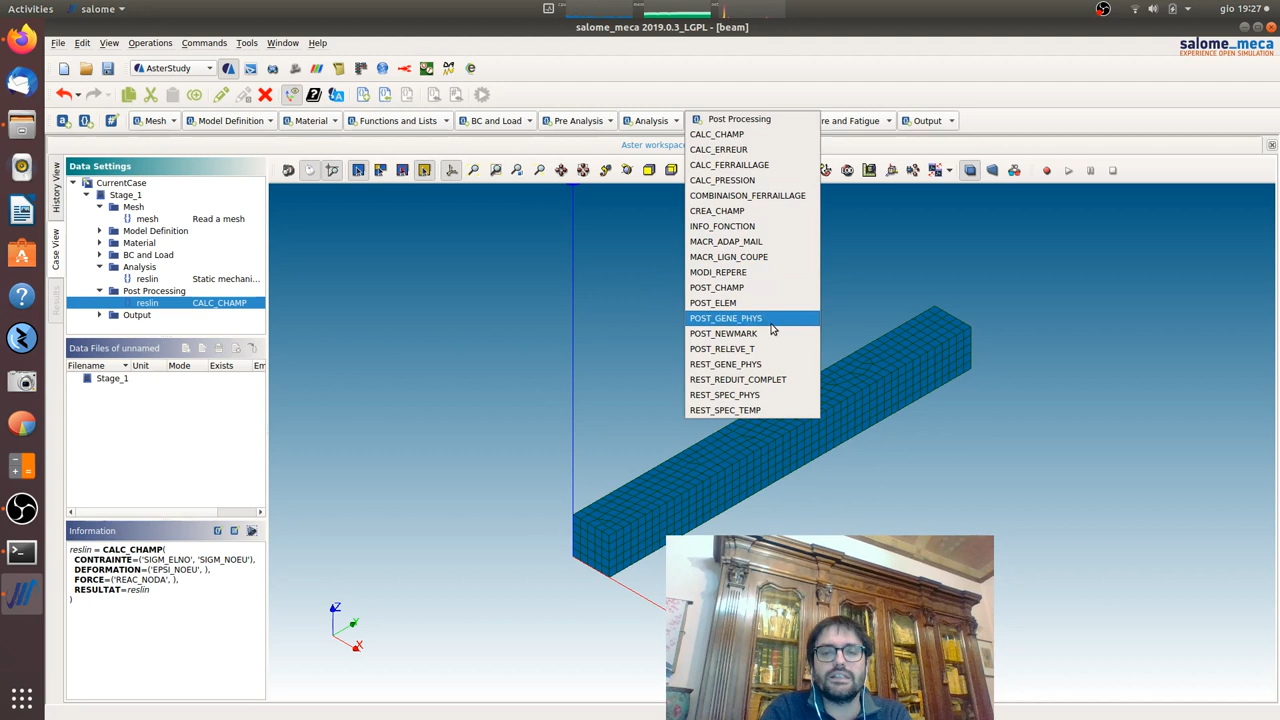 Activities
salome
gio 19:27
salome_meca 2019.0.3_LGPL - [beam]
File Edit View Operations Commands Tools Window Help
salome_meca
EXPERIENCE OPEN SIMULATION
AsterStudy
Mesh
Model Definition
Material
Functions and Lists
BC and Load
Pre Analysis
Analysis
Post Processing
re and Fatigue
Output
CALC_CHAMP
CALC_ERREUR
CALC_FERRAILLAGE
CALC_PRESSION
COMBINAISON_FERRAILLAGE
CREA_CHAMP
INFO_FONCTION
MACR_ADAP_MAIL
MACR_LIGN_COUPE
MODI_REPERE
POST_CHAMP
POST_ELEM
POST_GENE_PHYS
POST_NEWMARK
POST_RELEVE_T
REST_GENE_PHYS
REST_REDUIT_COMPLET
REST_SPEC_PHYS
REST_SPEC_TEMP
Aster workspac
History View
Case View
Results
Data Settings
CurrentCase
Stage_1
Mesh
mesh Read a mesh
Model Definition
Material
BC and Load
Analysis
reslin Static mechani...
Post Processing
reslin CALC_CHAMP
Output
Data Files of unnamed
Filename Unit Mode Exists Em
Stage_1
Information
reslin = CALC_CHAMP(
CONTRAINTE=('SIGM_ELNO', 'SIGM_NOEU'),
DEFORMATION=('EPSI_NOEU', ),
FORCE=('REAC_NODA', ),
RESULTAT=reslin
)
Z
Y
X